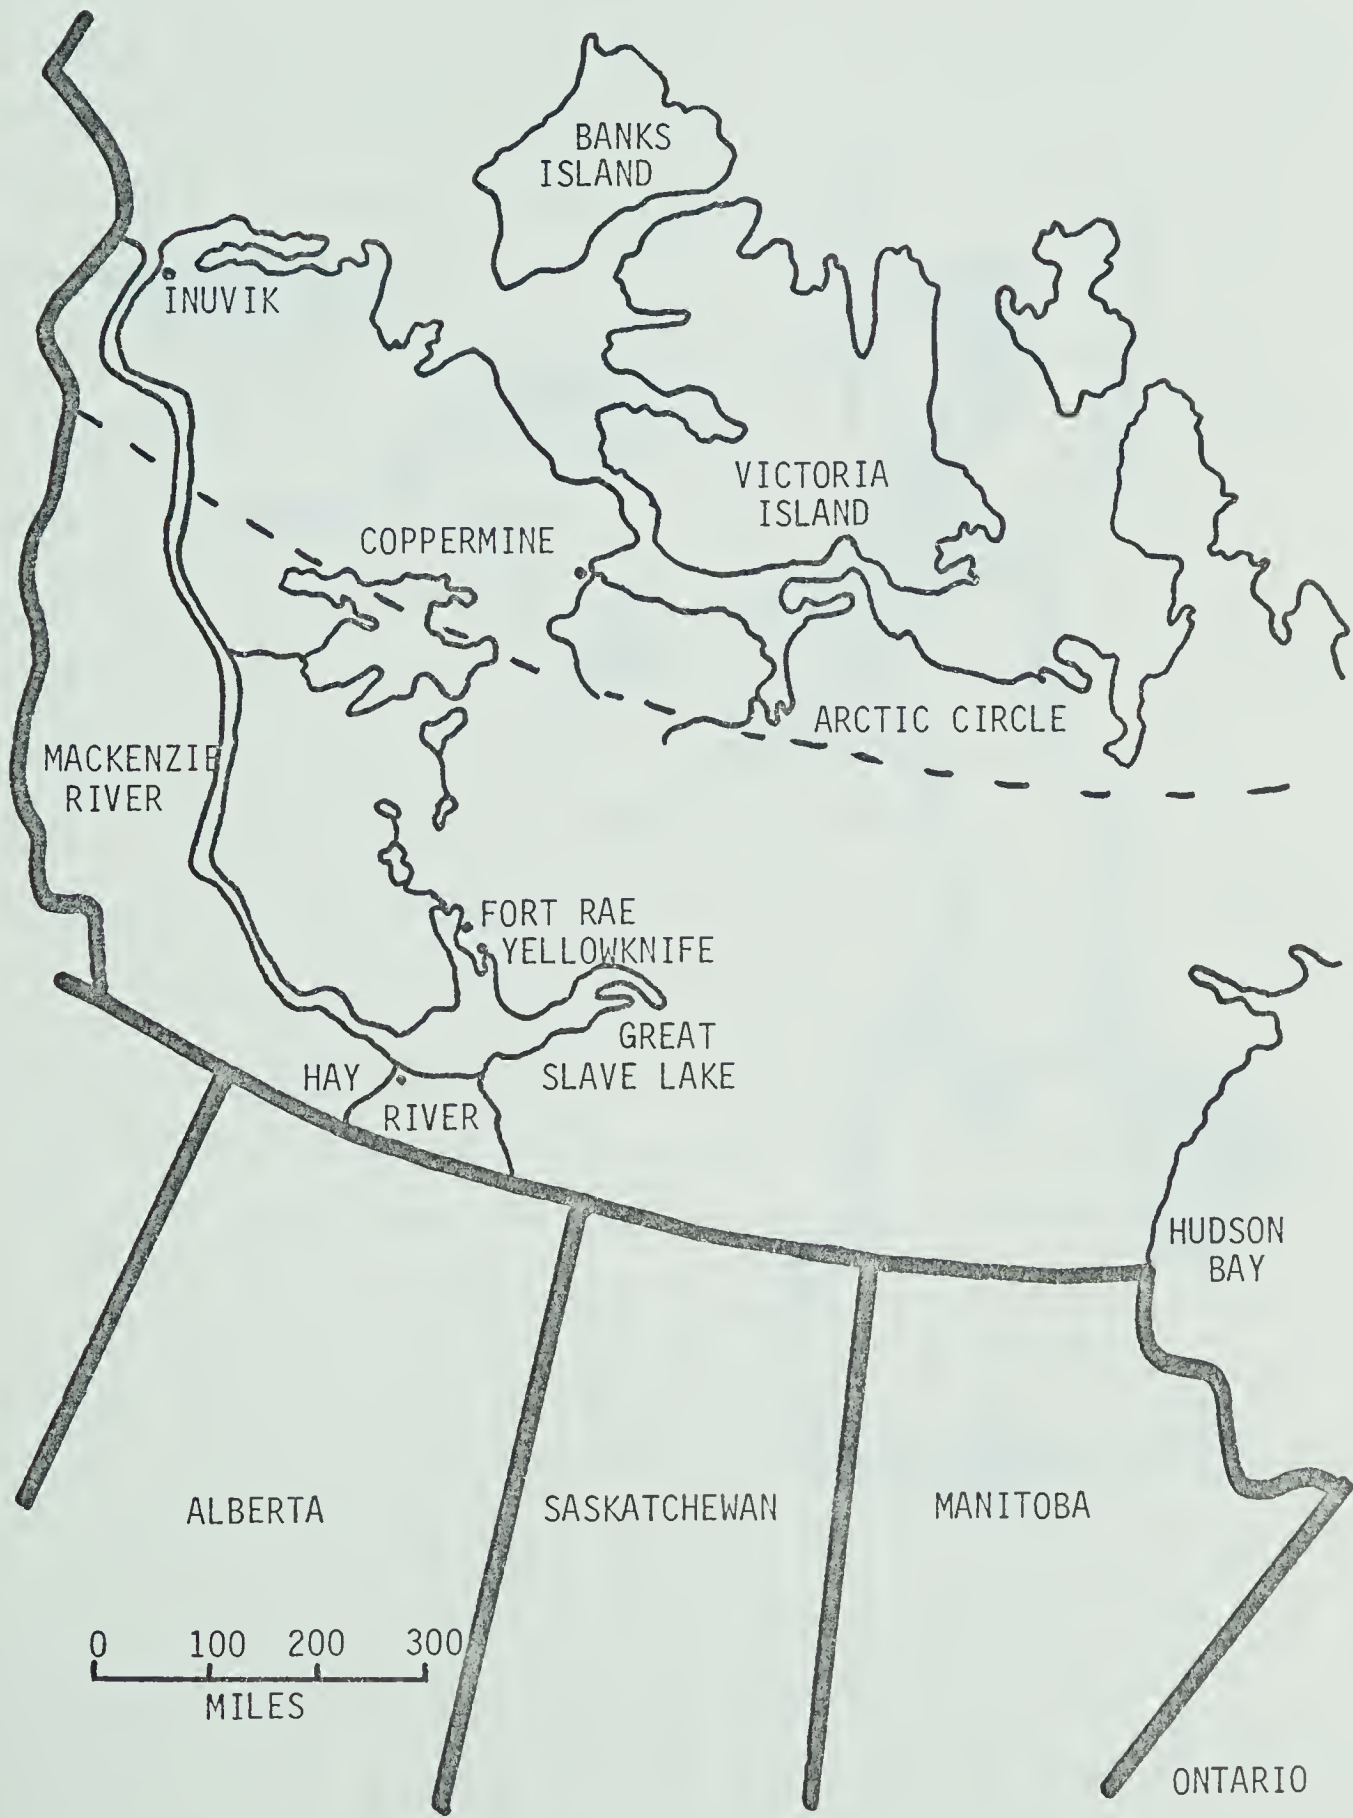 BANKS
ISLAND
INUVIK
VICTORIA
ISLAND
COPPERMINE
ARCTIC CIRCLE
MACKENZIE
RIVER
FORT RAE
YELLOWKNIFE
GREAT
SLAVE LAKE
HAY
RIVER
HUDSON
BAY
ALBERTA
SASKATCHEWAN
MANITOBA
0 100 200 300
MILES
ONTARIO